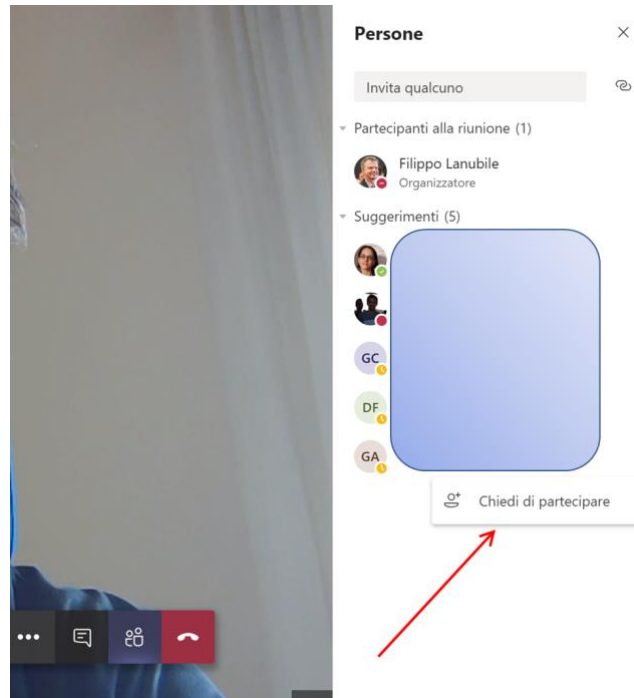 Persone
Invita qualcuno
Partecipanti alla riunione (1)
Filippo Lanubile
Organizzatore
Suggerimenti (5)
GC
DF
GA
Chiedi di partecipare